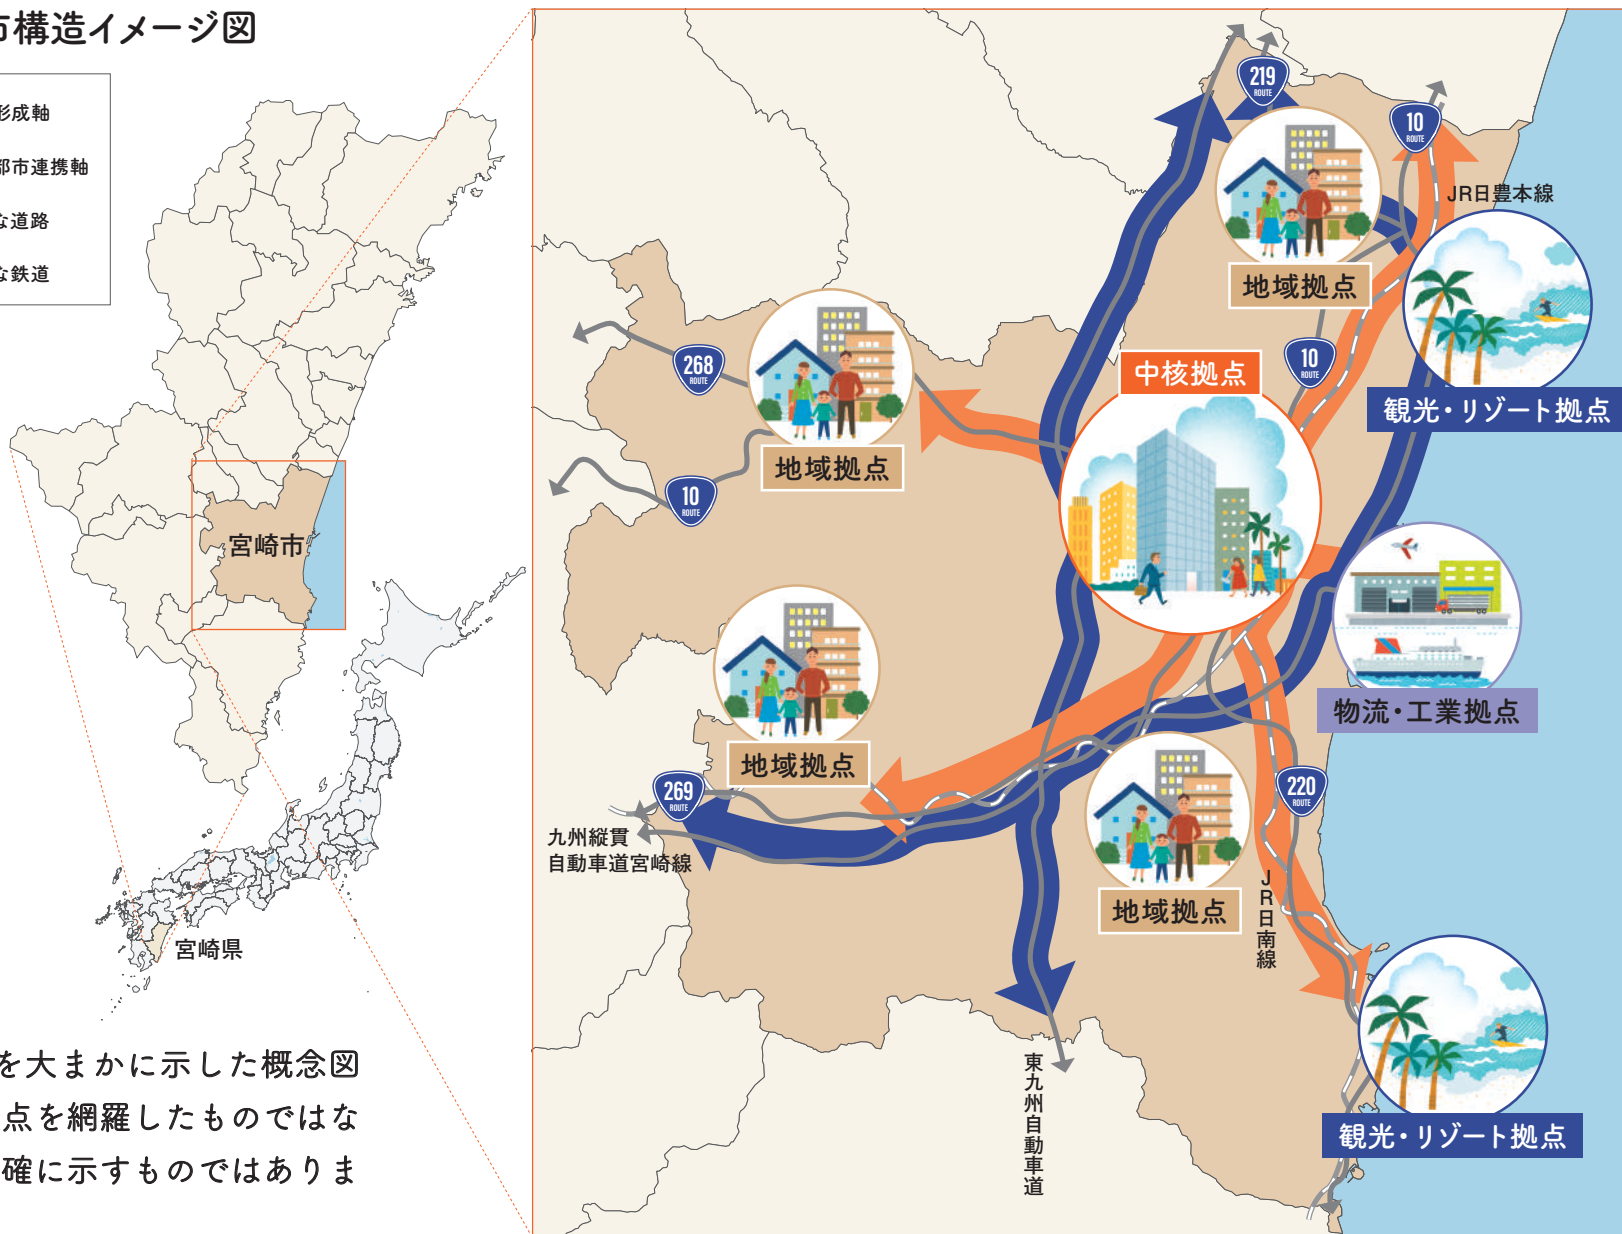 市構造イメージ図
形成軸
都市連携軸
な道路
な鉄道
宮崎市
宮崎県
を大まかに示した概念図
点を網羅したものではな
確に示すものではありま
219
ROUTE
10
ROUTE
JR日豊本線
地域拠点
268
ROUTE
10
ROUTE
中核拠点
観光・リゾート拠点
地域拠点
10
ROUTE
物流・工業拠点
地域拠点
269
ROUTE
220
ROUTE
九州縦貫
自動車道宮崎線
地域拠点
JR日南線
東九州自動車道
観光・リゾート拠点